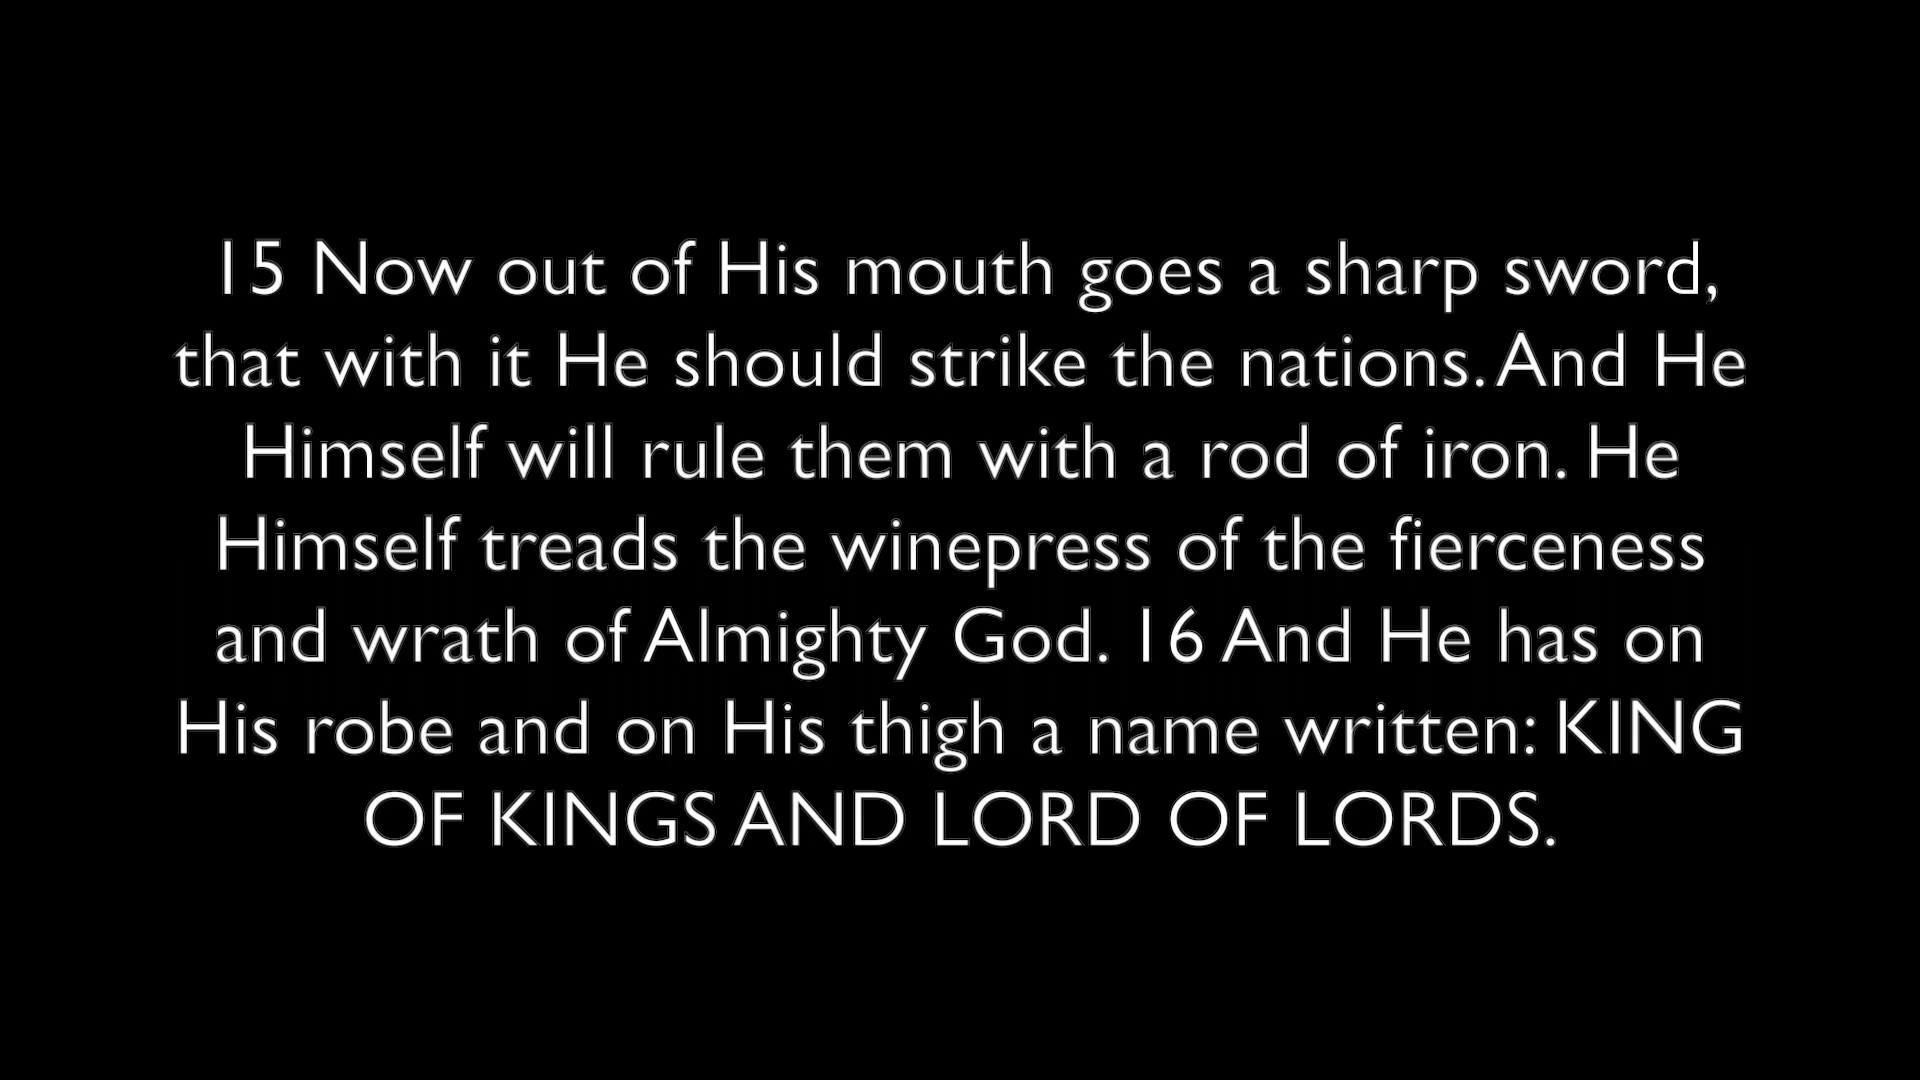 15 Now out of His mouth goes a sharp sword,
that with it He should strike the nations. And He
Himself will rule them with a rod of iron. He
Himself treads the winepress of the fierceness
and wrath of Almighty God. 16 And He has on
His robe and on His thigh a name written: KING
OF KINGS AND LORD OF LORDS.